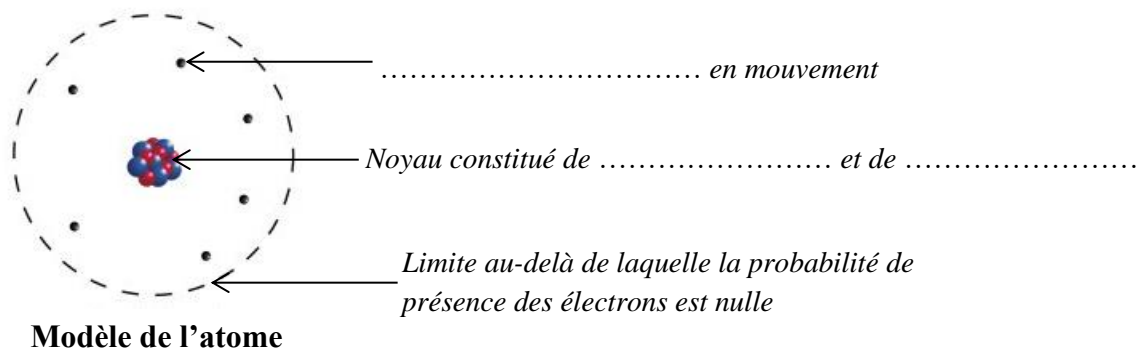 …………………………… en mouvement
Noyau constitué de …………………… et de ……………………
Limite au-delà de laquelle la probabilité de
présence des électrons est nulle
Modèle de l’atome